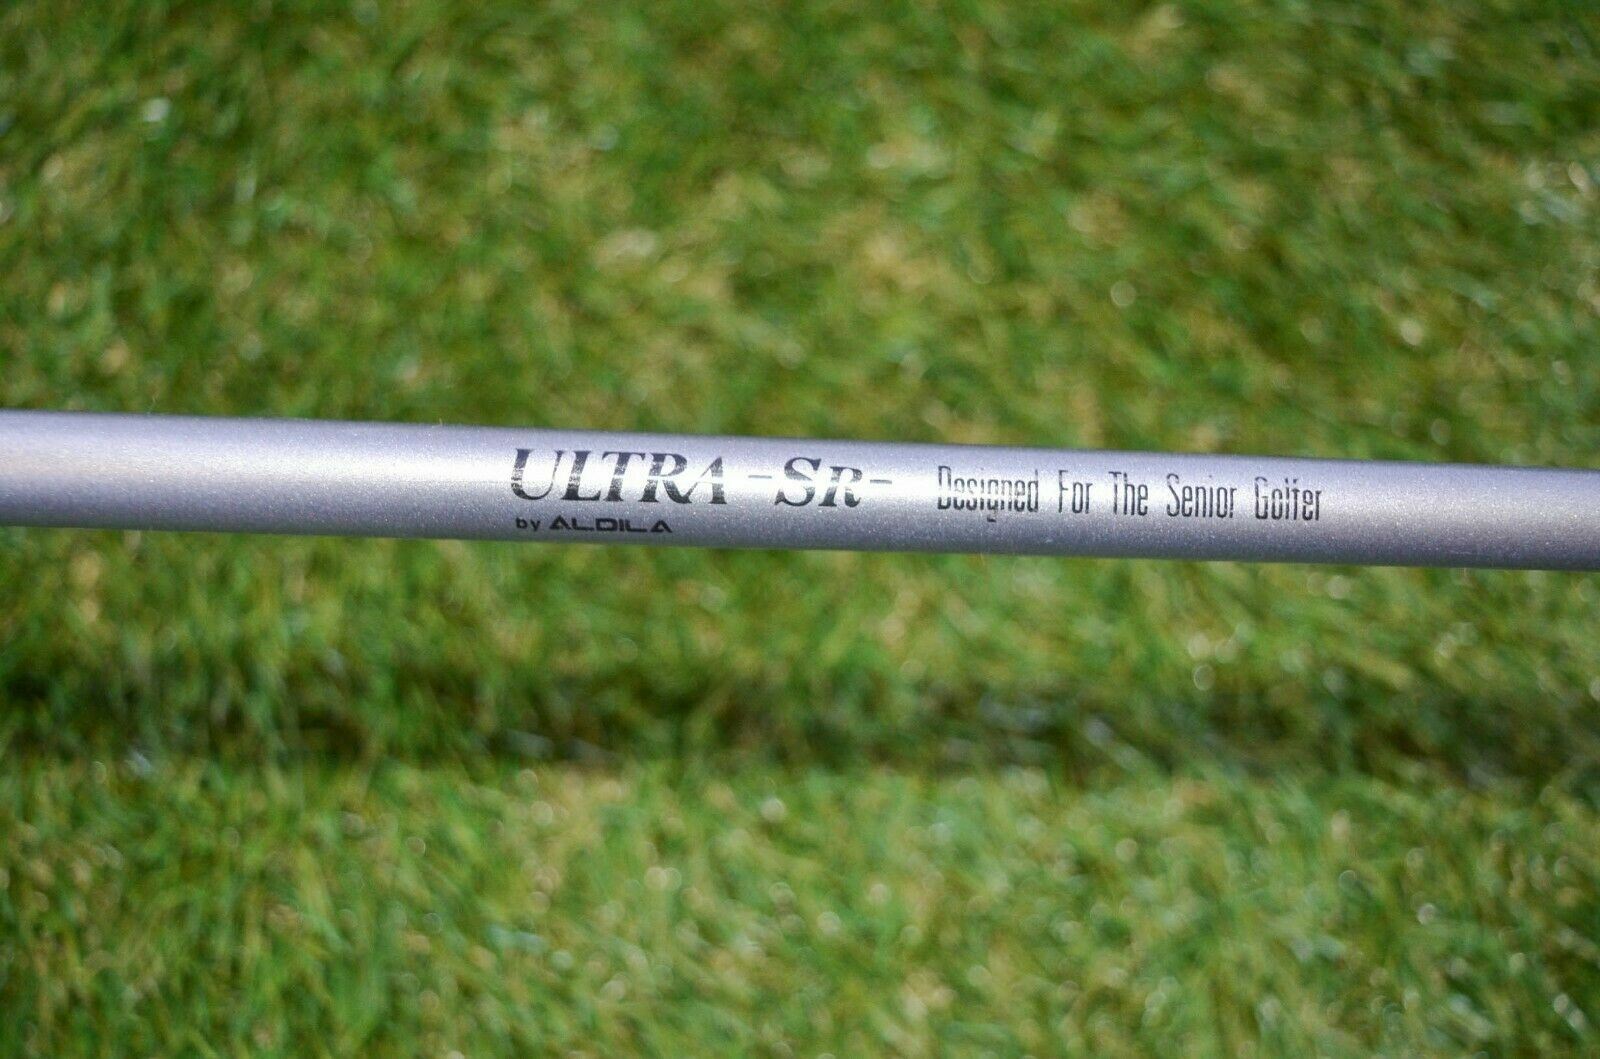 ULTRA -SR- Designed For The Senior Golfer
by ALDILA